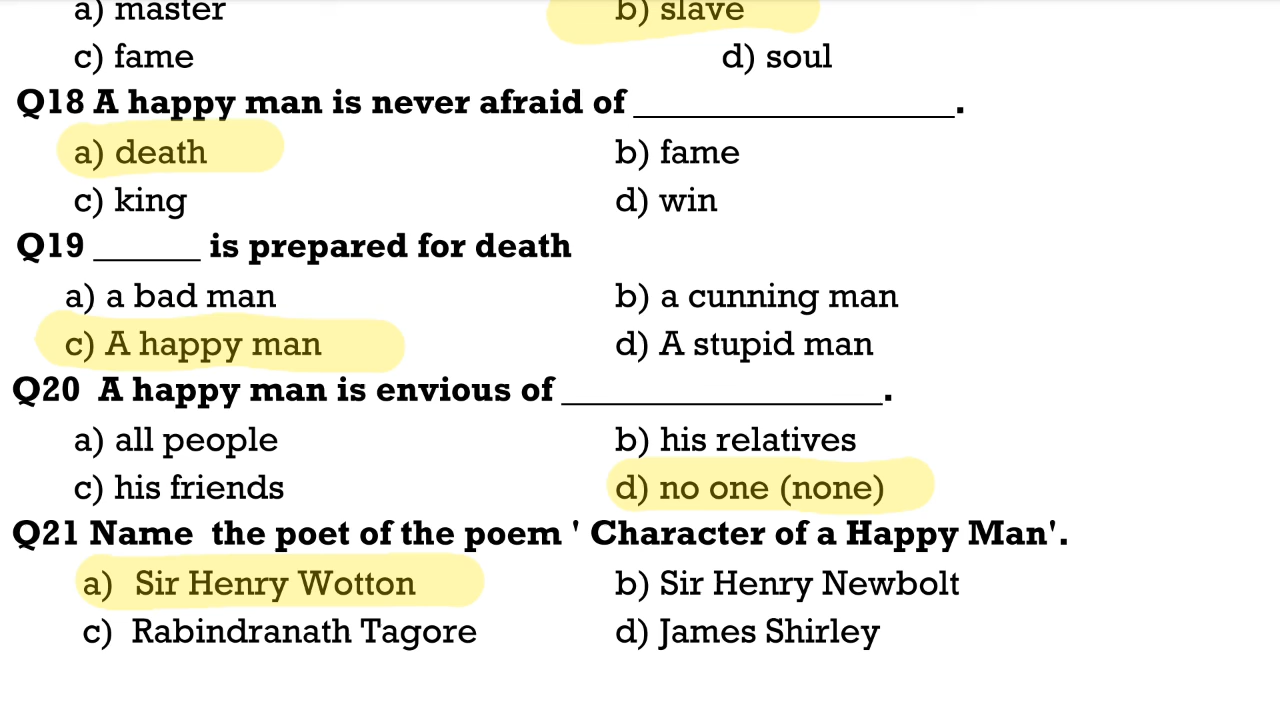 a) master b) slave
c) fame d) soul
Q18 A happy man is never afraid of __________________.
a) death b) fame
c) king d) win
Q19 ______ is prepared for death
a) a bad man b) a cunning man
c) A happy man d) A stupid man
Q20 A happy man is envious of __________________.
a) all people b) his relatives
c) his friends d) no one (none)
Q21 Name the poet of the poem ' Character of a Happy Man'.
a) Sir Henry Wotton b) Sir Henry Newbolt
c) Rabindranath Tagore d) James Shirley